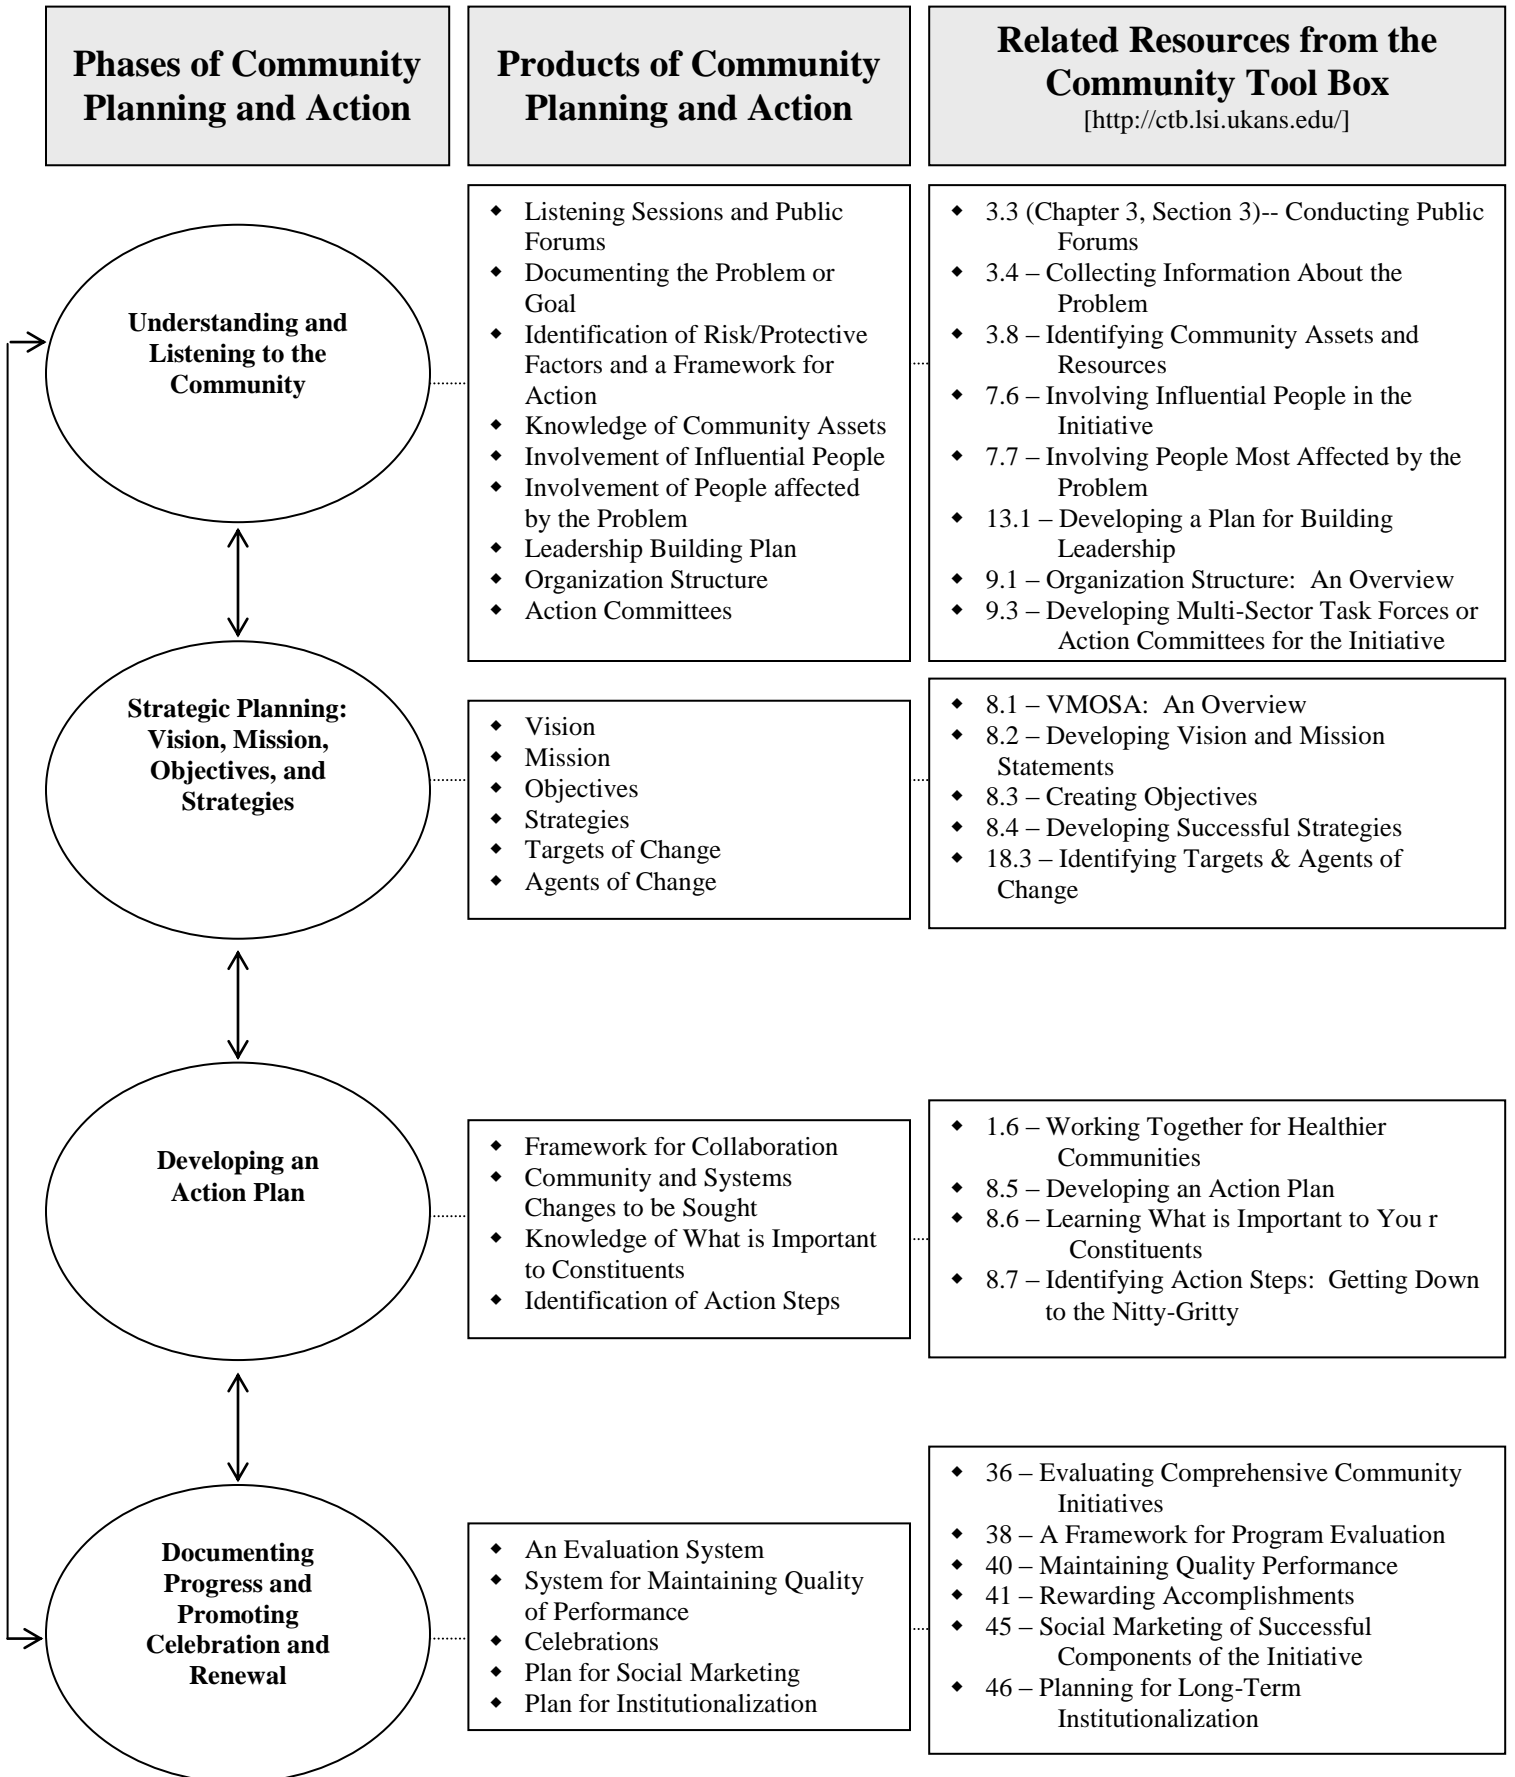 Phases of Community
Planning and Action
Products of Community
Planning and Action
Related Resources from the
Community Tool Box
[http://ctb.lsi.ukans.edu/]
Understanding and
Listening to the
Community
◆ Listening Sessions and Public
Forums
◆ Documenting the Problem or
Goal
◆ Identification of Risk/Protective
Factors and a Framework for
Action
◆ Knowledge of Community Assets
◆ Involvement of Influential People
◆ Involvement of People affected
by the Problem
◆ Leadership Building Plan
◆ Organization Structure
◆ Action Committees
◆ 3.3 (Chapter 3, Section 3)-- Conducting Public
Forums
◆ 3.4 – Collecting Information About the
Problem
◆ 3.8 – Identifying Community Assets and
Resources
◆ 7.6 – Involving Influential People in the
Initiative
◆ 7.7 – Involving People Most Affected by the
Problem
◆ 13.1 – Developing a Plan for Building
Leadership
◆ 9.1 – Organization Structure: An Overview
◆ 9.3 – Developing Multi-Sector Task Forces or
Action Committees for the Initiative
Strategic Planning:
Vision, Mission,
Objectives, and
Strategies
◆ Vision
◆ Mission
◆ Objectives
◆ Strategies
◆ Targets of Change
◆ Agents of Change
◆ 8.1 – VMOSA: An Overview
◆ 8.2 – Developing Vision and Mission
Statements
◆ 8.3 – Creating Objectives
◆ 8.4 – Developing Successful Strategies
◆ 18.3 – Identifying Targets & Agents of
Change
Developing an
Action Plan
◆ Framework for Collaboration
◆ Community and Systems
Changes to be Sought
◆ Knowledge of What is Important
to Constituents
◆ Identification of Action Steps
◆ 1.6 – Working Together for Healthier
Communities
◆ 8.5 – Developing an Action Plan
◆ 8.6 – Learning What is Important to You r
Constituents
◆ 8.7 – Identifying Action Steps: Getting Down
to the Nitty-Gritty
Documenting
Progress and
Promoting
Celebration and
Renewal
◆ An Evaluation System
◆ System for Maintaining Quality
of Performance
◆ Celebrations
◆ Plan for Social Marketing
◆ Plan for Institutionalization
◆ 36 – Evaluating Comprehensive Community
Initiatives
◆ 38 – A Framework for Program Evaluation
◆ 40 – Maintaining Quality Performance
◆ 41 – Rewarding Accomplishments
◆ 45 – Social Marketing of Successful
Components of the Initiative
◆ 46 – Planning for Long-Term
Institutionalization